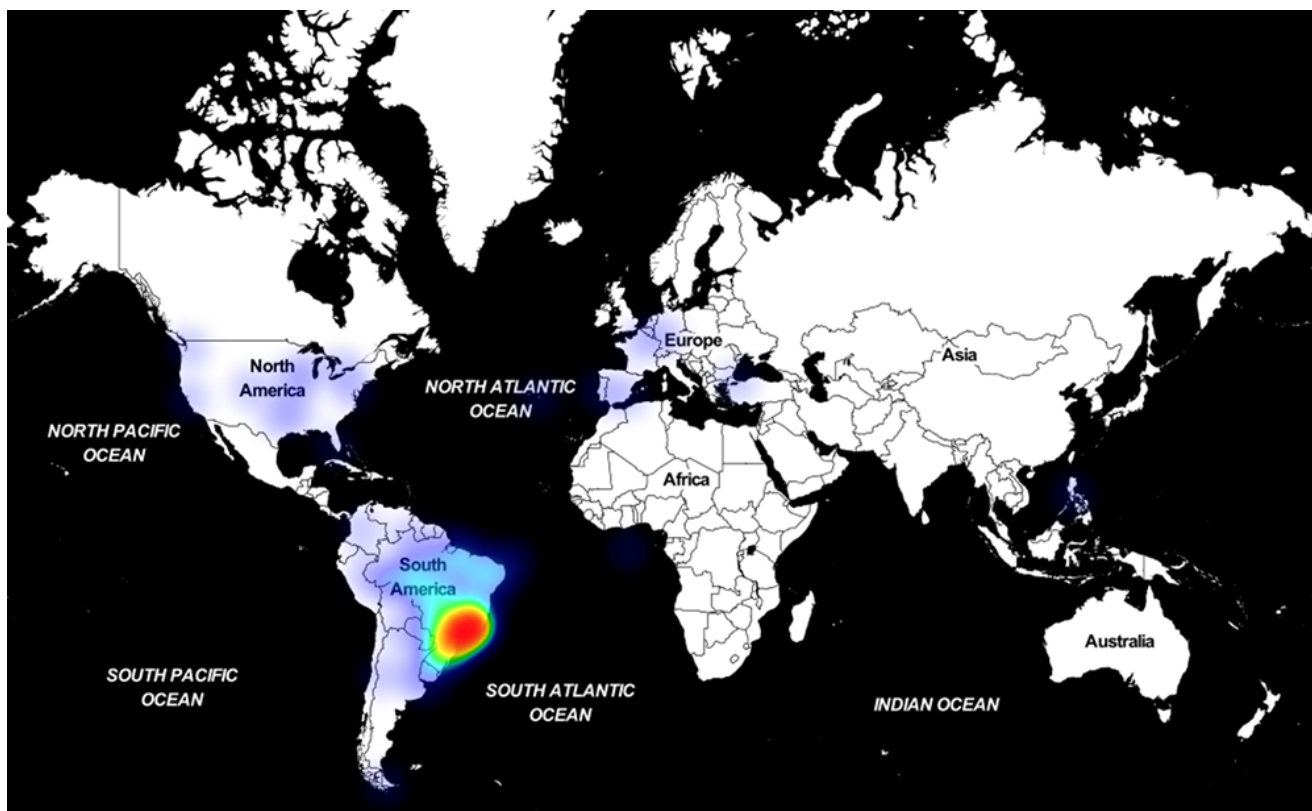 Europe
Asia
North
America
NORTH ATLANTIC
OCEAN
NORTH PACIFIC
OCEAN
Africa
South
America
Australia
SOUTH PACIFIC
OCEAN
SOUTH ATLANTIC
OCEAN
INDIAN OCEAN